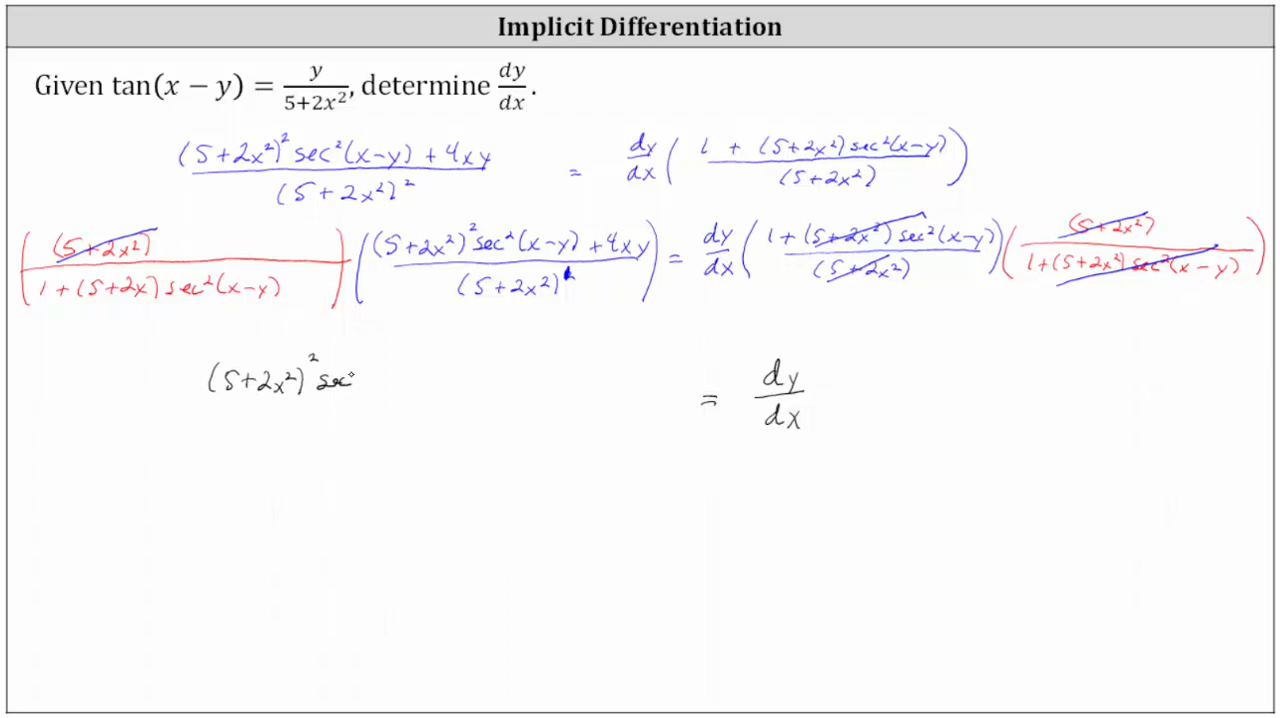 Implicit Differentiation
Given tan(x − y) = y/(5+2x²), determine dy/dx.
((5+2x²)² sec²(x−y) + 4xy)/((5+2x²)²) = dy/dx ((1 + (5+2x²) sec²(x−y))/((5+2x²)))
((5+2x²)/(1+(5+2x) sec²(x−y))) (((5+2x²)² sec²(x−y) + 4xy)/((5+2x²))) = dy/dx ((1+(5+2x²) sec²(x−y))/((5+2x²))) ((5+2x²)/(1+(5+2x²) sec²(x−y)))
(5+2x²)² sec² = dy/dx